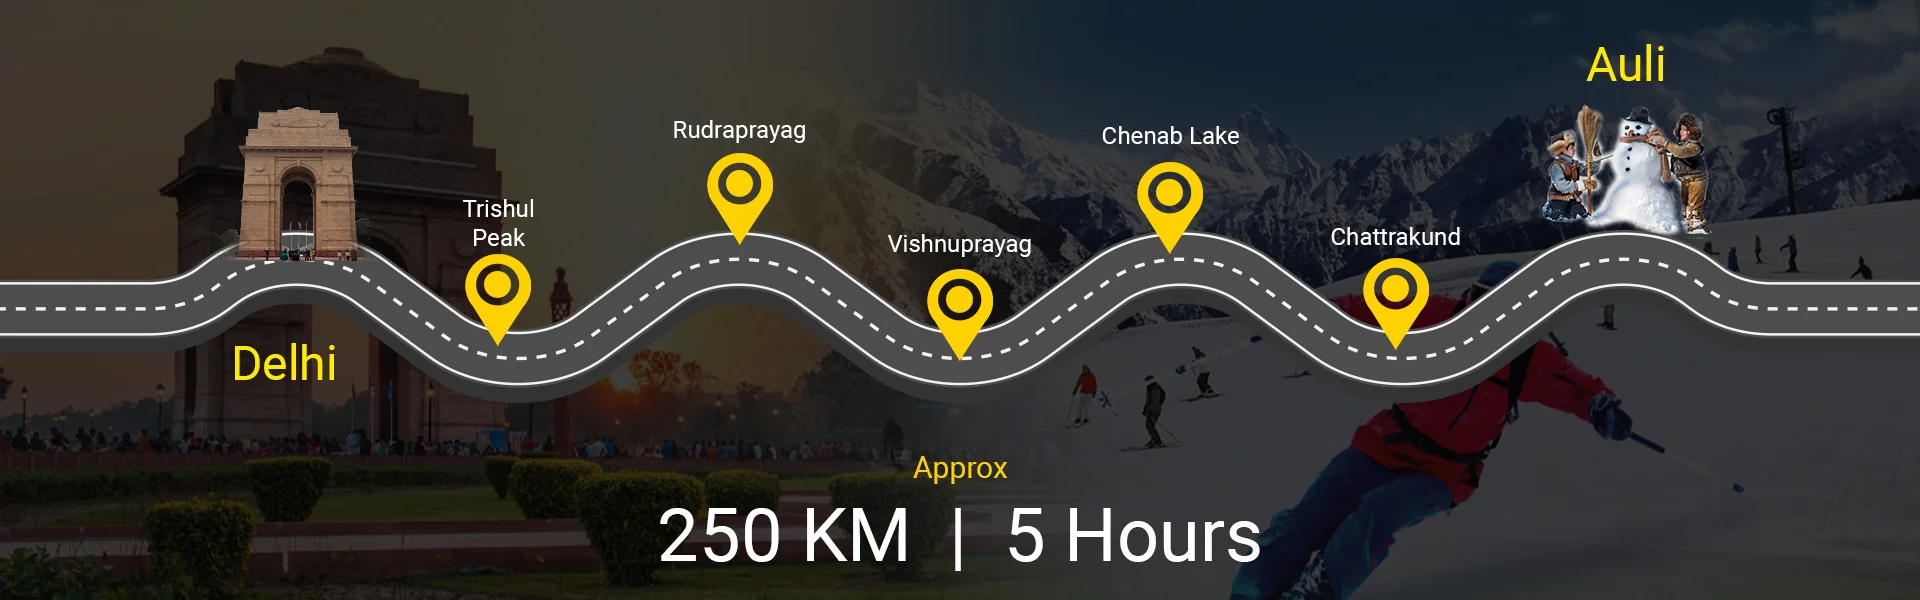 Delhi
Trishul
Peak
Rudraprayag
Vishnuprayag
Chenab Lake
Chattrakund
Auli
Approx
250 KM | 5 Hours